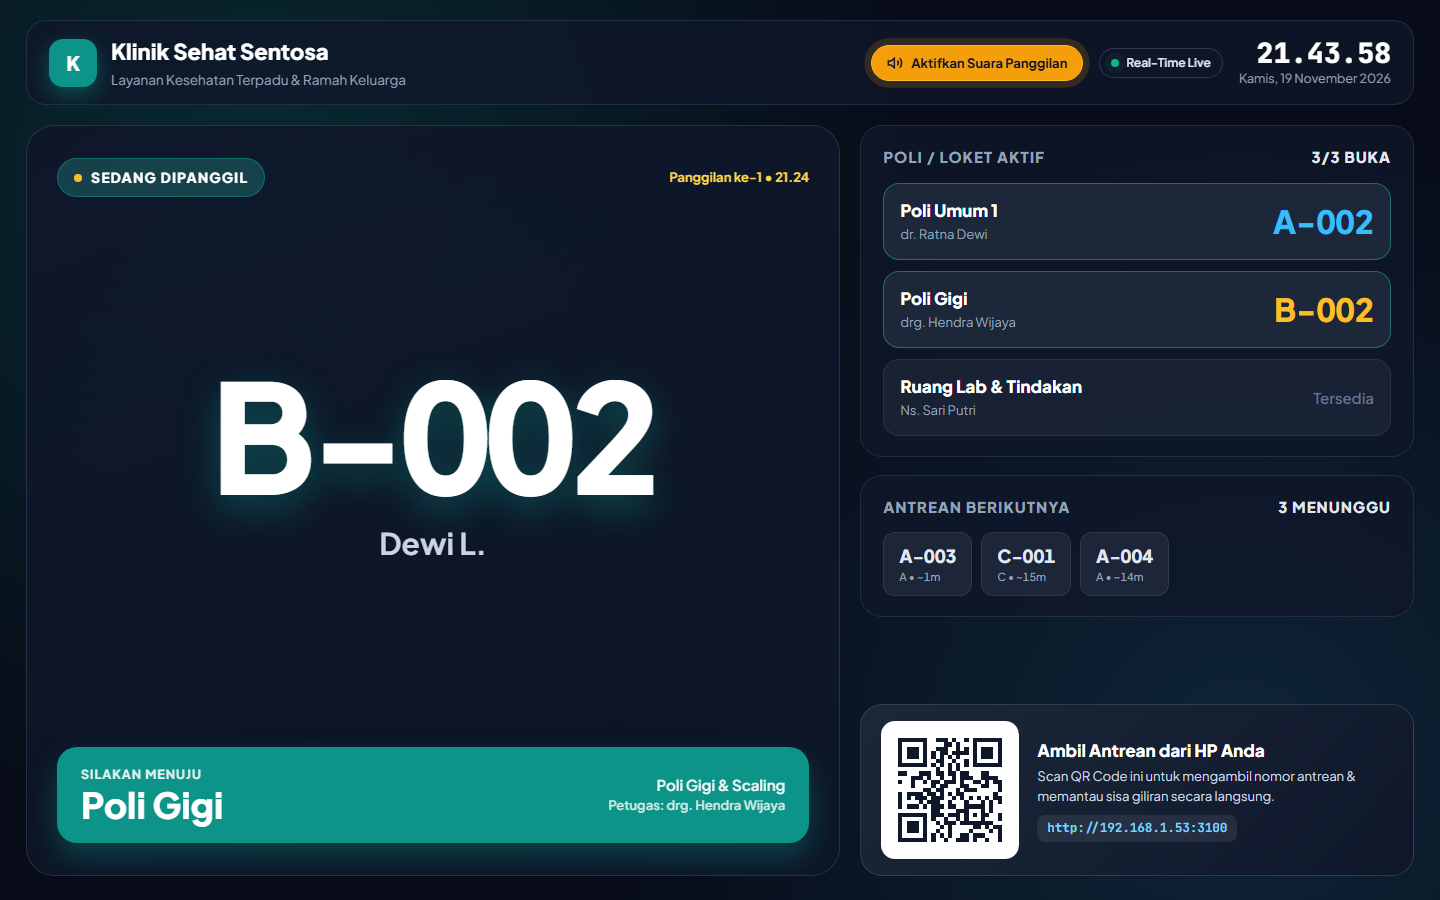 K
Klinik Sehat Sentosa
Layanan Kesehatan Terpadu & Ramah Keluarga
Aktifkan Suara Panggilan
Real-Time Live
21.43.58
Kamis, 19 November 2026
SEDANG DIPANGGIL
Panggilan ke-1 • 21.24
B-002
Dewi L.
SILAKAN MENUJU
Poli Gigi
Poli Gigi & Scaling
Petugas: drg. Hendra Wijaya
POLI / LOKET AKTIF
3/3 BUKA
Poli Umum 1
dr. Ratna Dewi
A-002
Poli Gigi
drg. Hendra Wijaya
B-002
Ruang Lab & Tindakan
Ns. Sari Putri
Tersedia
ANTREAN BERIKUTNYA
3 MENUNGGU
A-003
A • ~1m
C-001
C • ~15m
A-004
A • ~14m
Ambil Antrean dari HP Anda
Scan QR Code ini untuk mengambil nomor antrean &
memantau sisa giliran secara langsung.
http://192.168.1.53:3100